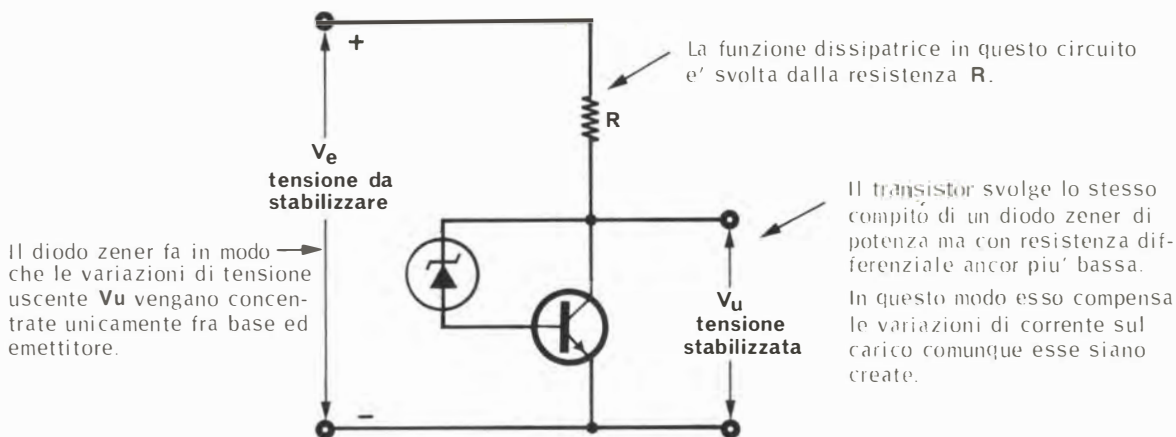 +
La funzione dissipatrice in questo circuito
e' svolta dalla resistenza R.
R
Ve
tensione da
stabilizzare
Il diodo zener fa in modo
che le variazioni di tensione
uscente Vu vengano concen-
trate unicamente fra base ed
emettitore.
Il transistor svolge lo stesso
compito di un diodo zener di
potenza ma con resistenza dif-
ferenziale ancor piu' bassa.
In questo modo esso compensa
le variazioni di corrente sul
carico comunque esse siano
create.
Vu
tensione
stabilizzata
−